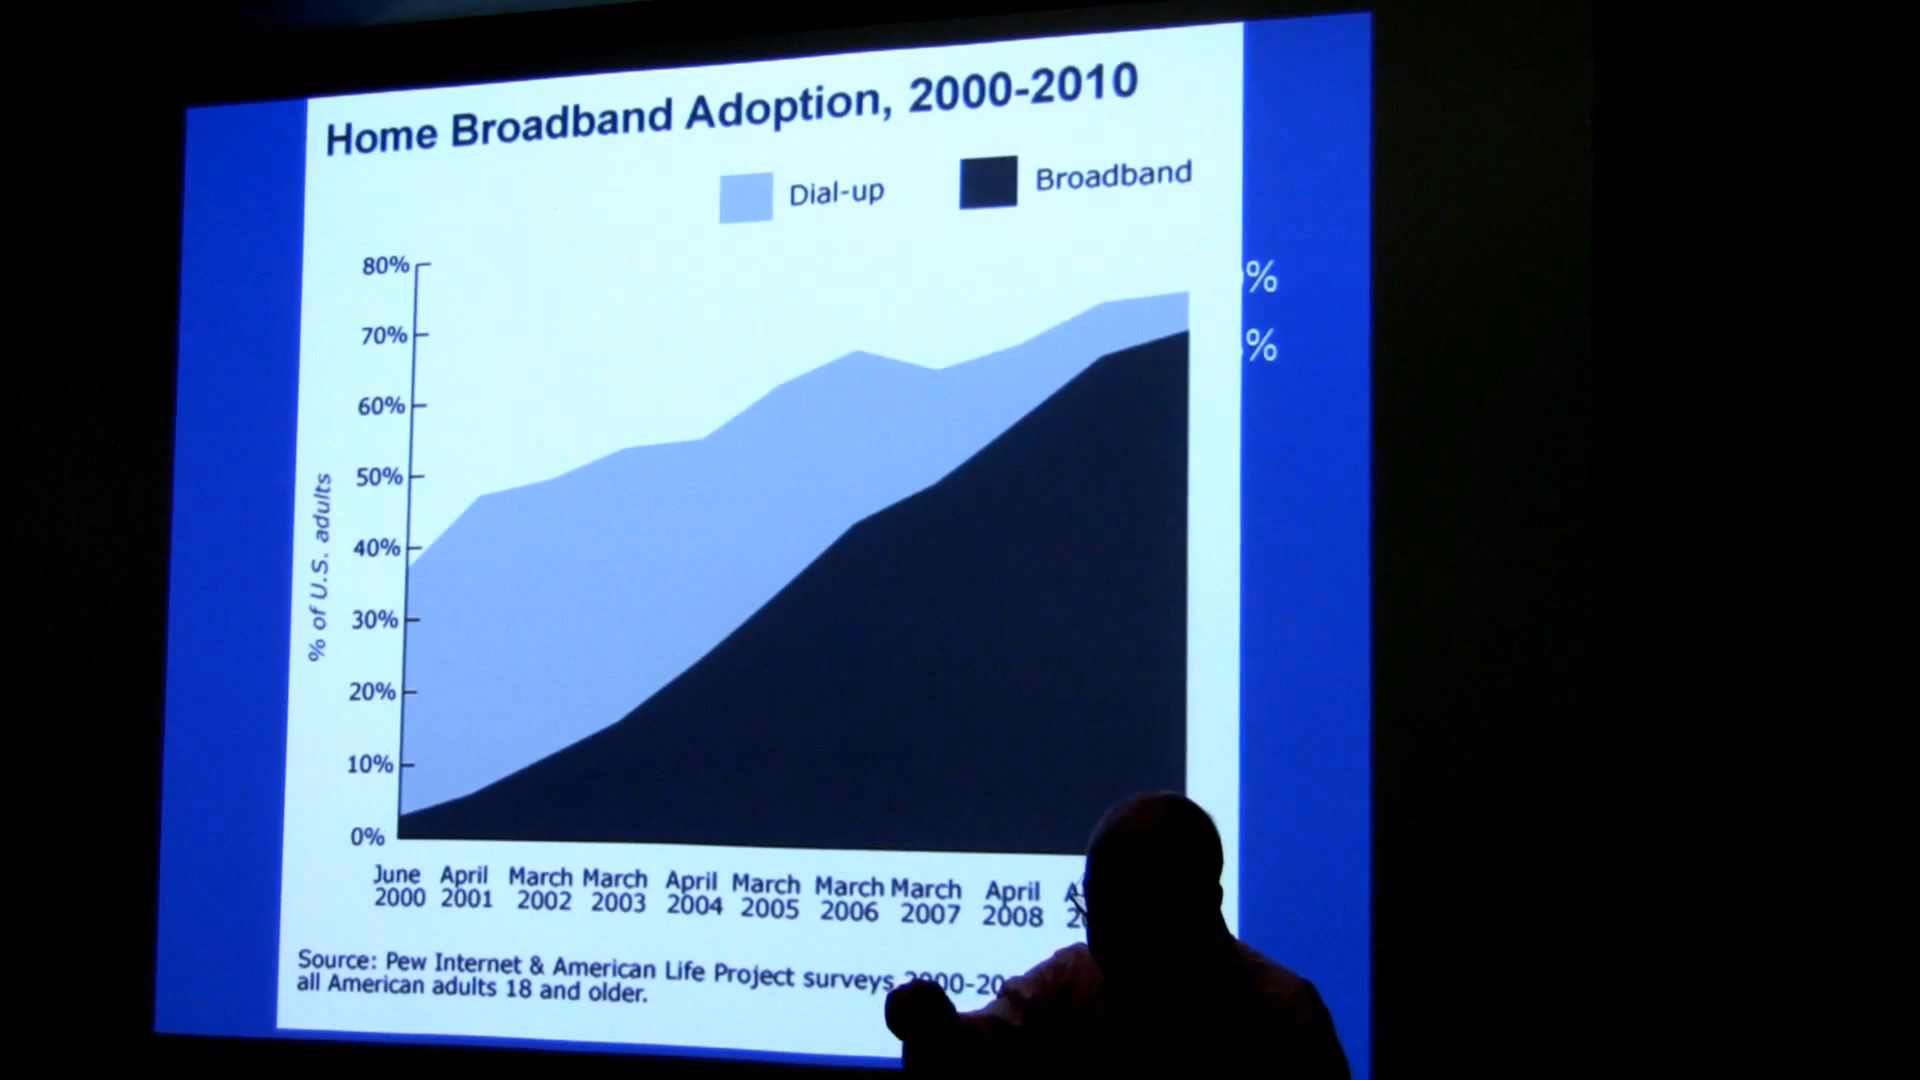 Home Broadband Adoption, 2000-2010
Dial-up
Broadband
80%
70%
60%
50%
40%
30%
20%
10%
0%
% of U.S. adults
%
%
June April March March April March March March April
2000 2001 2002 2003 2004 2005 2006 2007 2008
Source: Pew Internet & American Life Project surveys
all American adults 18 and older.